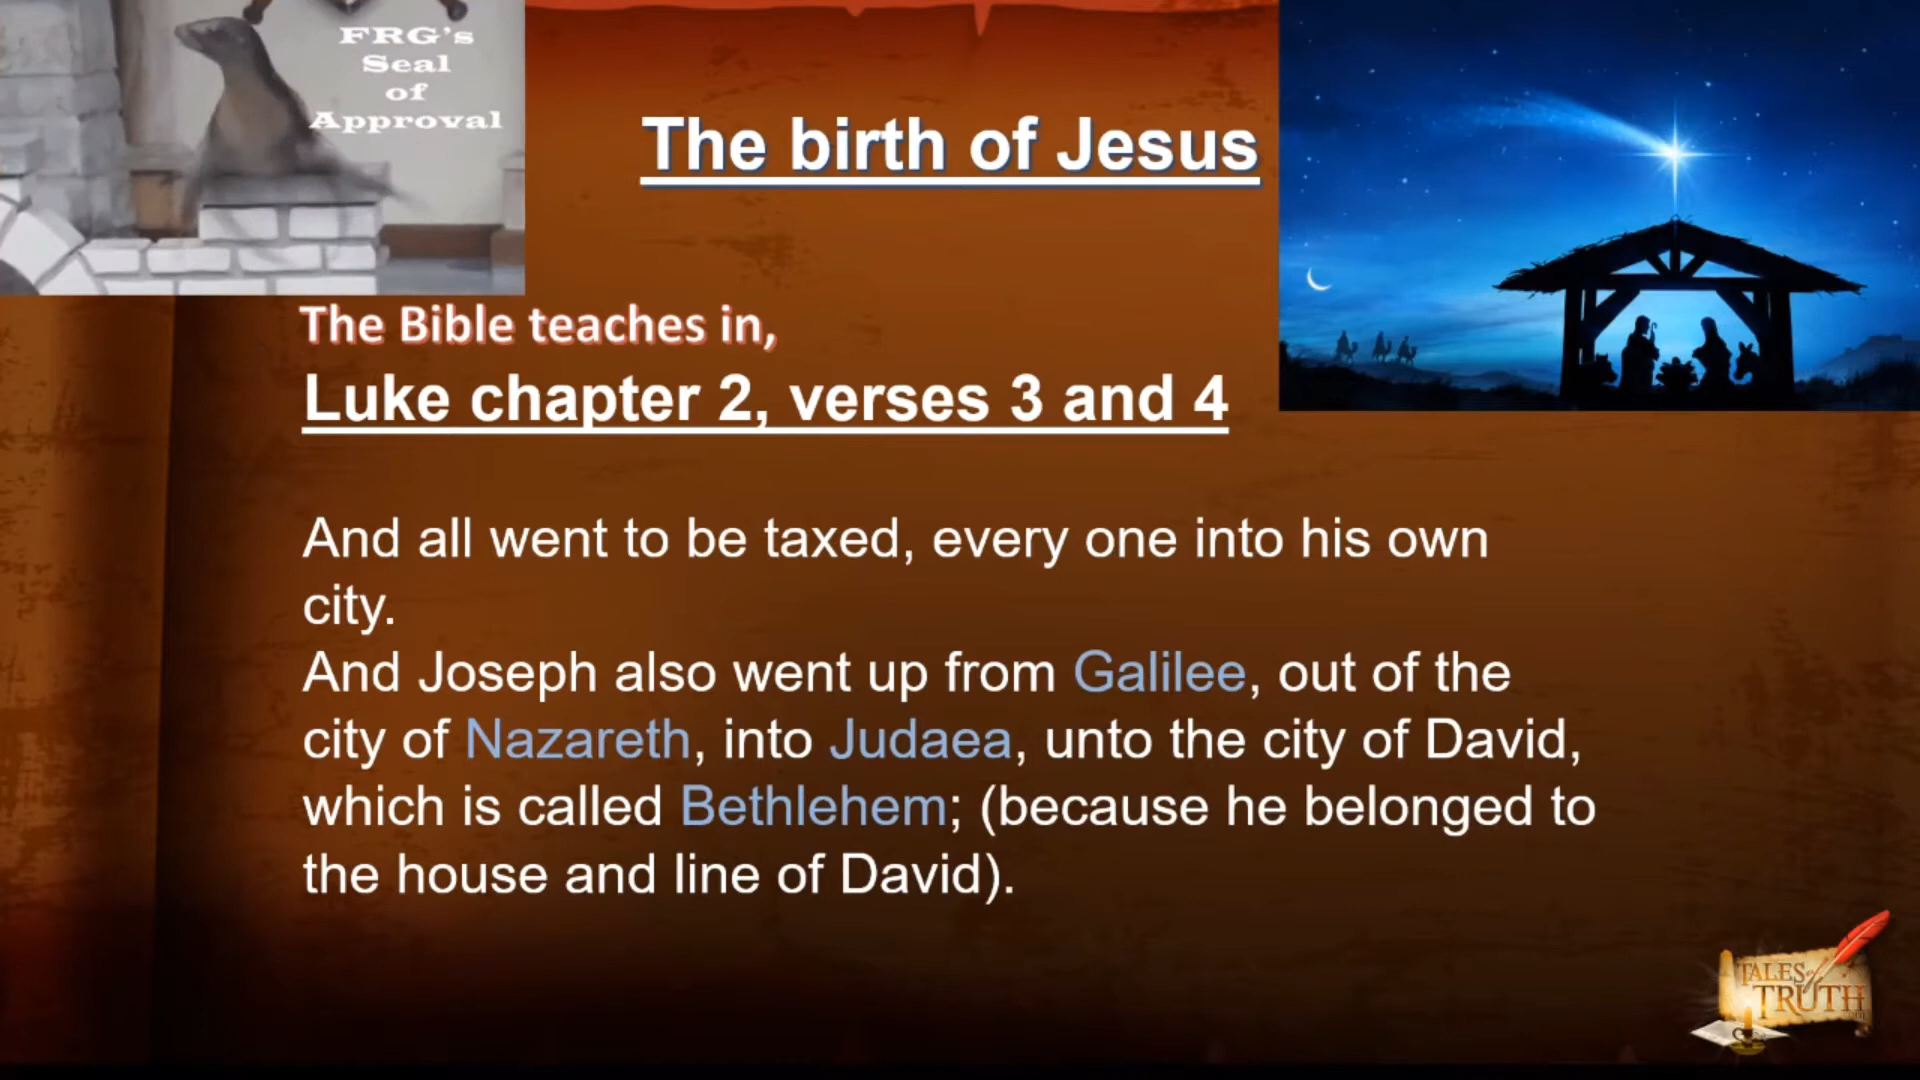 FRG's
Seal
of
Approval
The birth of Jesus
The Bible teaches in,
Luke chapter 2, verses 3 and 4
And all went to be taxed, every one into his own
city.
And Joseph also went up from Galilee, out of the
city of Nazareth, into Judaea, unto the city of David,
which is called Bethlehem; (because he belonged to
the house and line of David).
TALES of
TRUTH